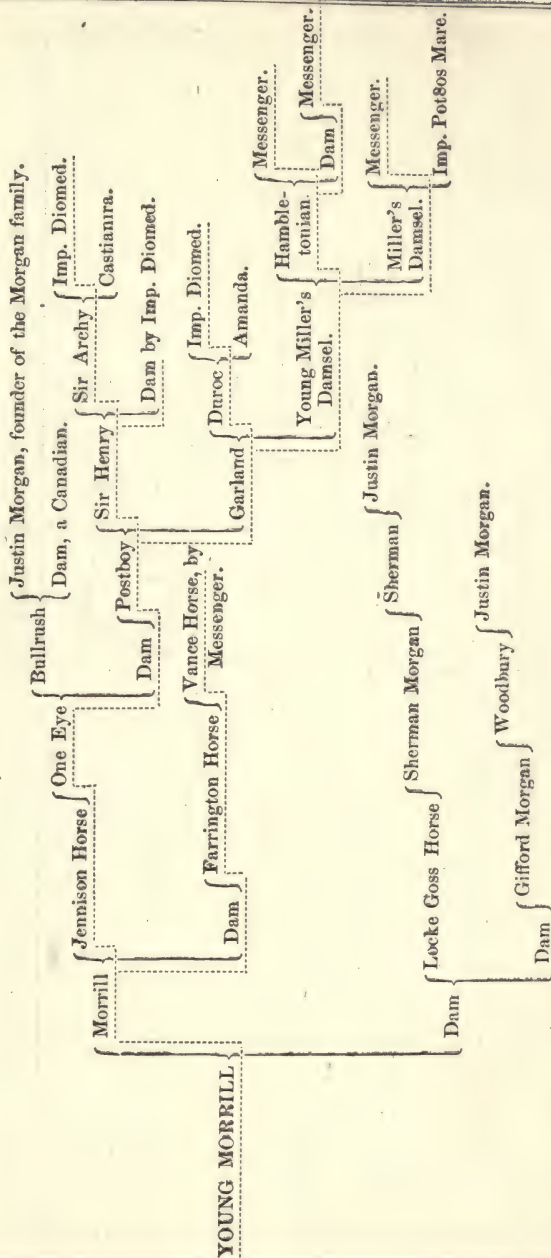 YOUNG MORRILL
Morrill
Jennison Horse
One Eye
Bullrush
Justin Morgan, founder of the Morgan family.
Dam, a Canadian.
Dam
Postboy
Sir Henry
Sir Archy
Imp. Diomed.
Castianira.
Dam by Imp. Diomed.
Garland
Duroc
Imp. Diomed.
Amanda.
Young Miller's
Damsel.
Hamble-
tonian.
Messenger.
Dam
Messenger.
Miller's
Damsel.
Messenger.
Imp. Pot8os Mare.
Dam
Farrington Horse
Vance Horse, by
Messenger.
Dam
Locke Goss Horse
Sherman Morgan
Sherman
Justin Morgan.
Dam
Gifford Morgan
Woodbury
Justin Morgan.